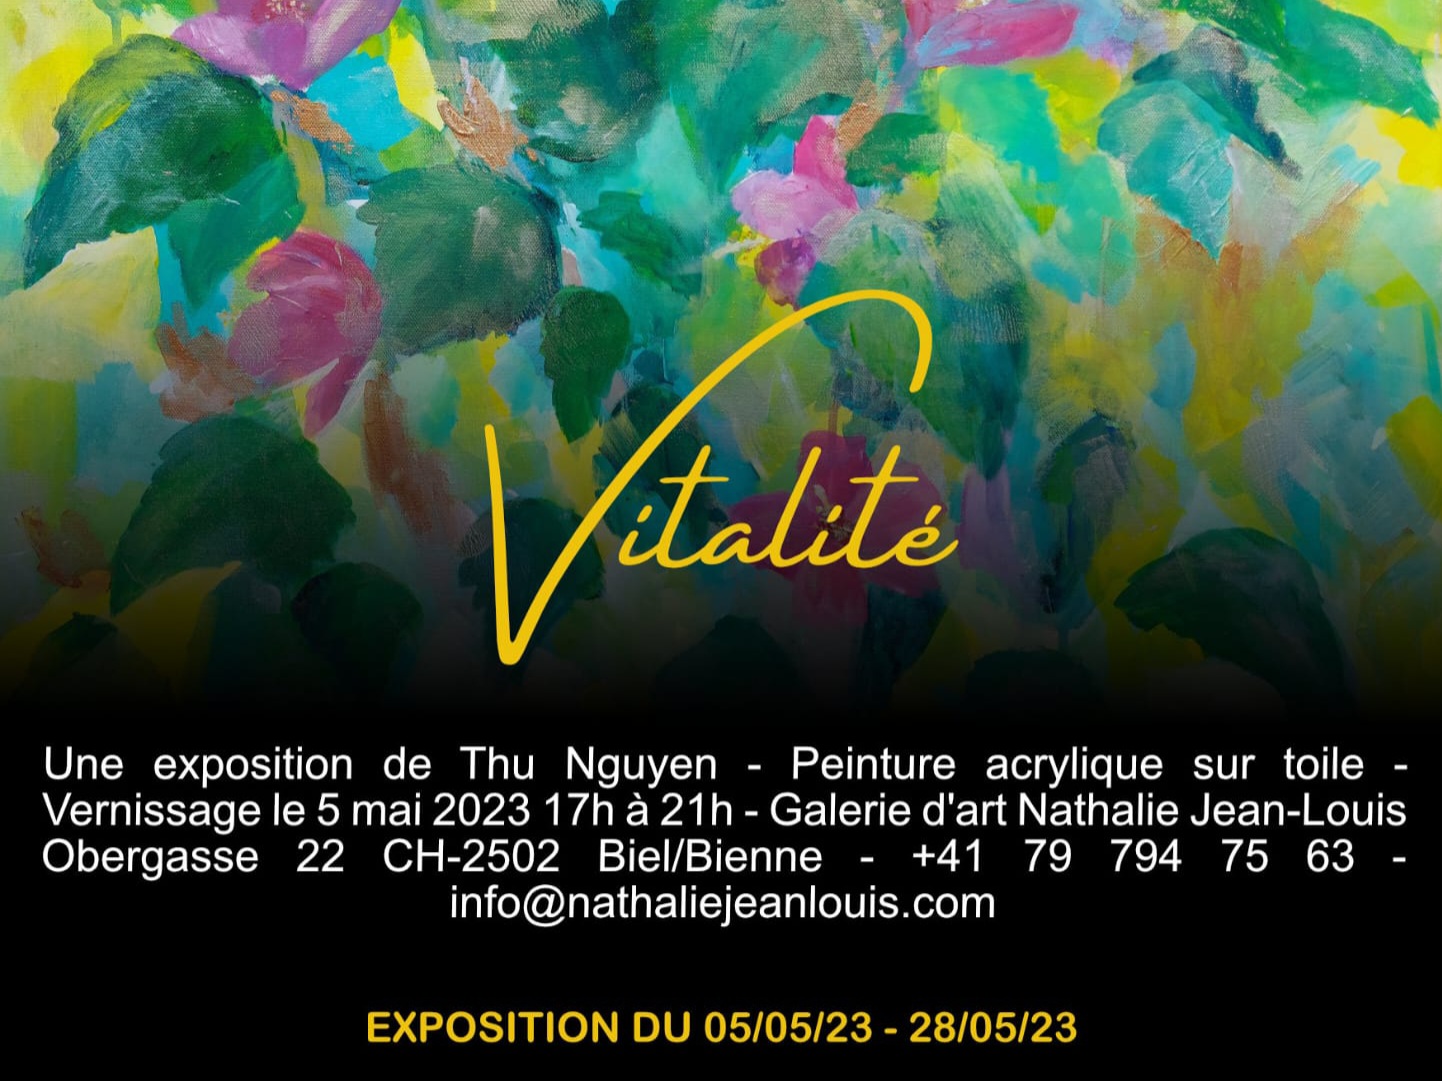 Vitalité
Une exposition de Thu Nguyen - Peinture acrylique sur toile -
Vernissage le 5 mai 2023 17h à 21h - Galerie d'art Nathalie Jean-Louis
Obergasse 22 CH-2502 Biel/Bienne - +41 79 794 75 63 -
info@nathaliejeanlouis.com
EXPOSITION DU 05/05/23 - 28/05/23